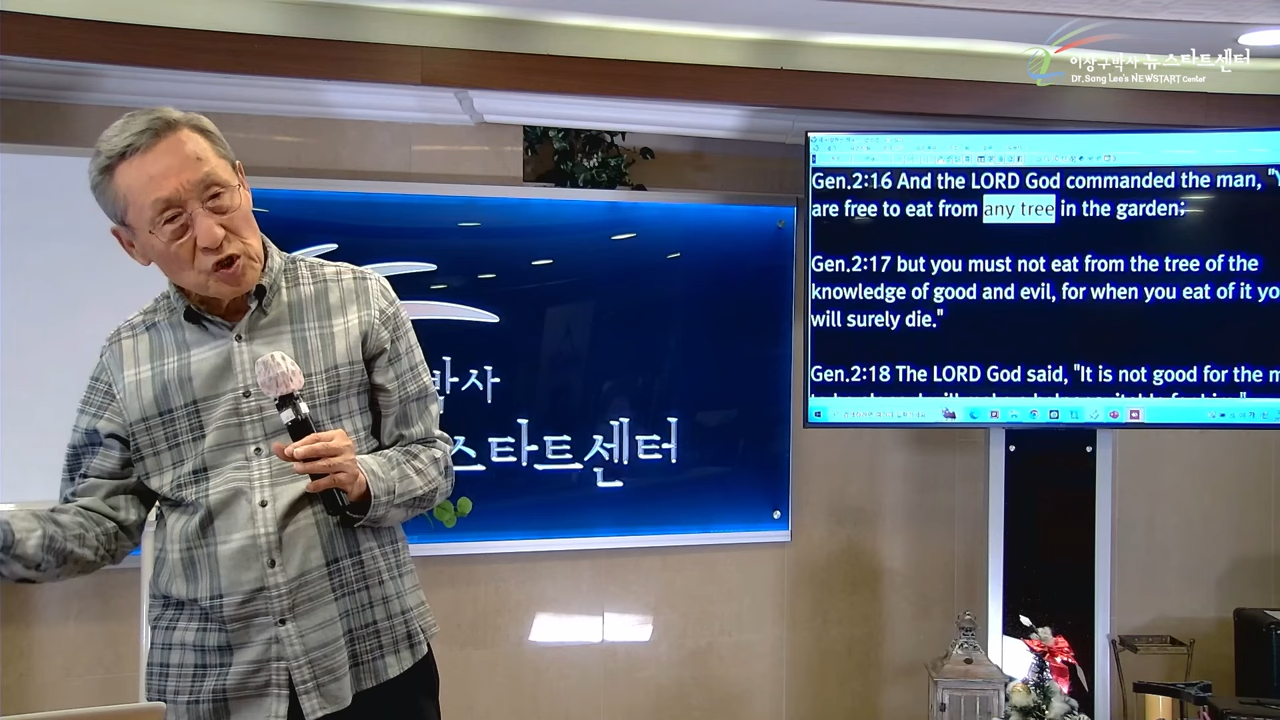 이상구박사 뉴스타트센터
Dr. Sang Lee's NEWSTART Center
Gen.2:16 And the LORD God commanded the man,
are free to eat from any tree in the garden;
Gen.2:17 but you must not eat from the tree of the
knowledge of good and evil, for when you eat of it
will surely die."
Gen.2:18 The LORD God said, "It is not good for the
박사
스타트센터